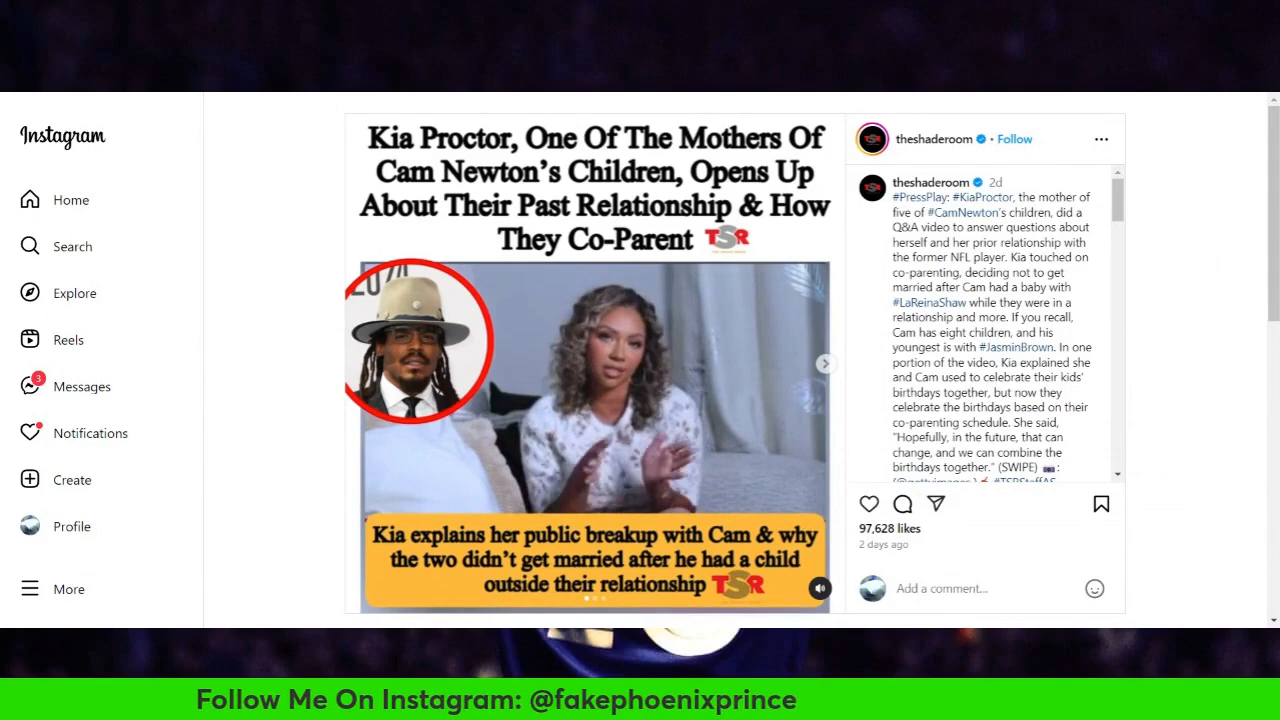 Instagram
Home
Search
Explore
Reels
3
Messages
Notifications
Create
Profile
More
Kia Proctor, One Of The Mothers Of
Cam Newton's Children, Opens Up
About Their Past Relationship & How
They Co-Parent TSR
Kia explains her public breakup with Cam & why
the two didn't get married after he had a child
outside their relationship TSR
theshaderoom • Follow
theshaderoom 2d
#PressPlay: #KiaProctor, the mother of
five of #CamNewton's children, did a
Q&A video to answer questions about
herself and her prior relationship with
the former NFL player. Kia touched on
co-parenting, deciding not to get
married after Cam had a baby with
#LaReinaShaw while they were in a
relationship and more. If you recall,
Cam has eight children, and his
youngest is with #JasminBrown. In one
portion of the video, Kia explained she
and Cam used to celebrate their kids'
birthdays together, but now they
celebrate the birthdays based on their
co-parenting schedule. She said,
"Hopefully, in the future, that can
change, and we can combine the
birthdays together." (SWIPE) 📷:
(@gettyimages) #TSRStaffAS
97,628 likes
2 days ago
Add a comment...
Follow Me On Instagram: @fakephoenixprince